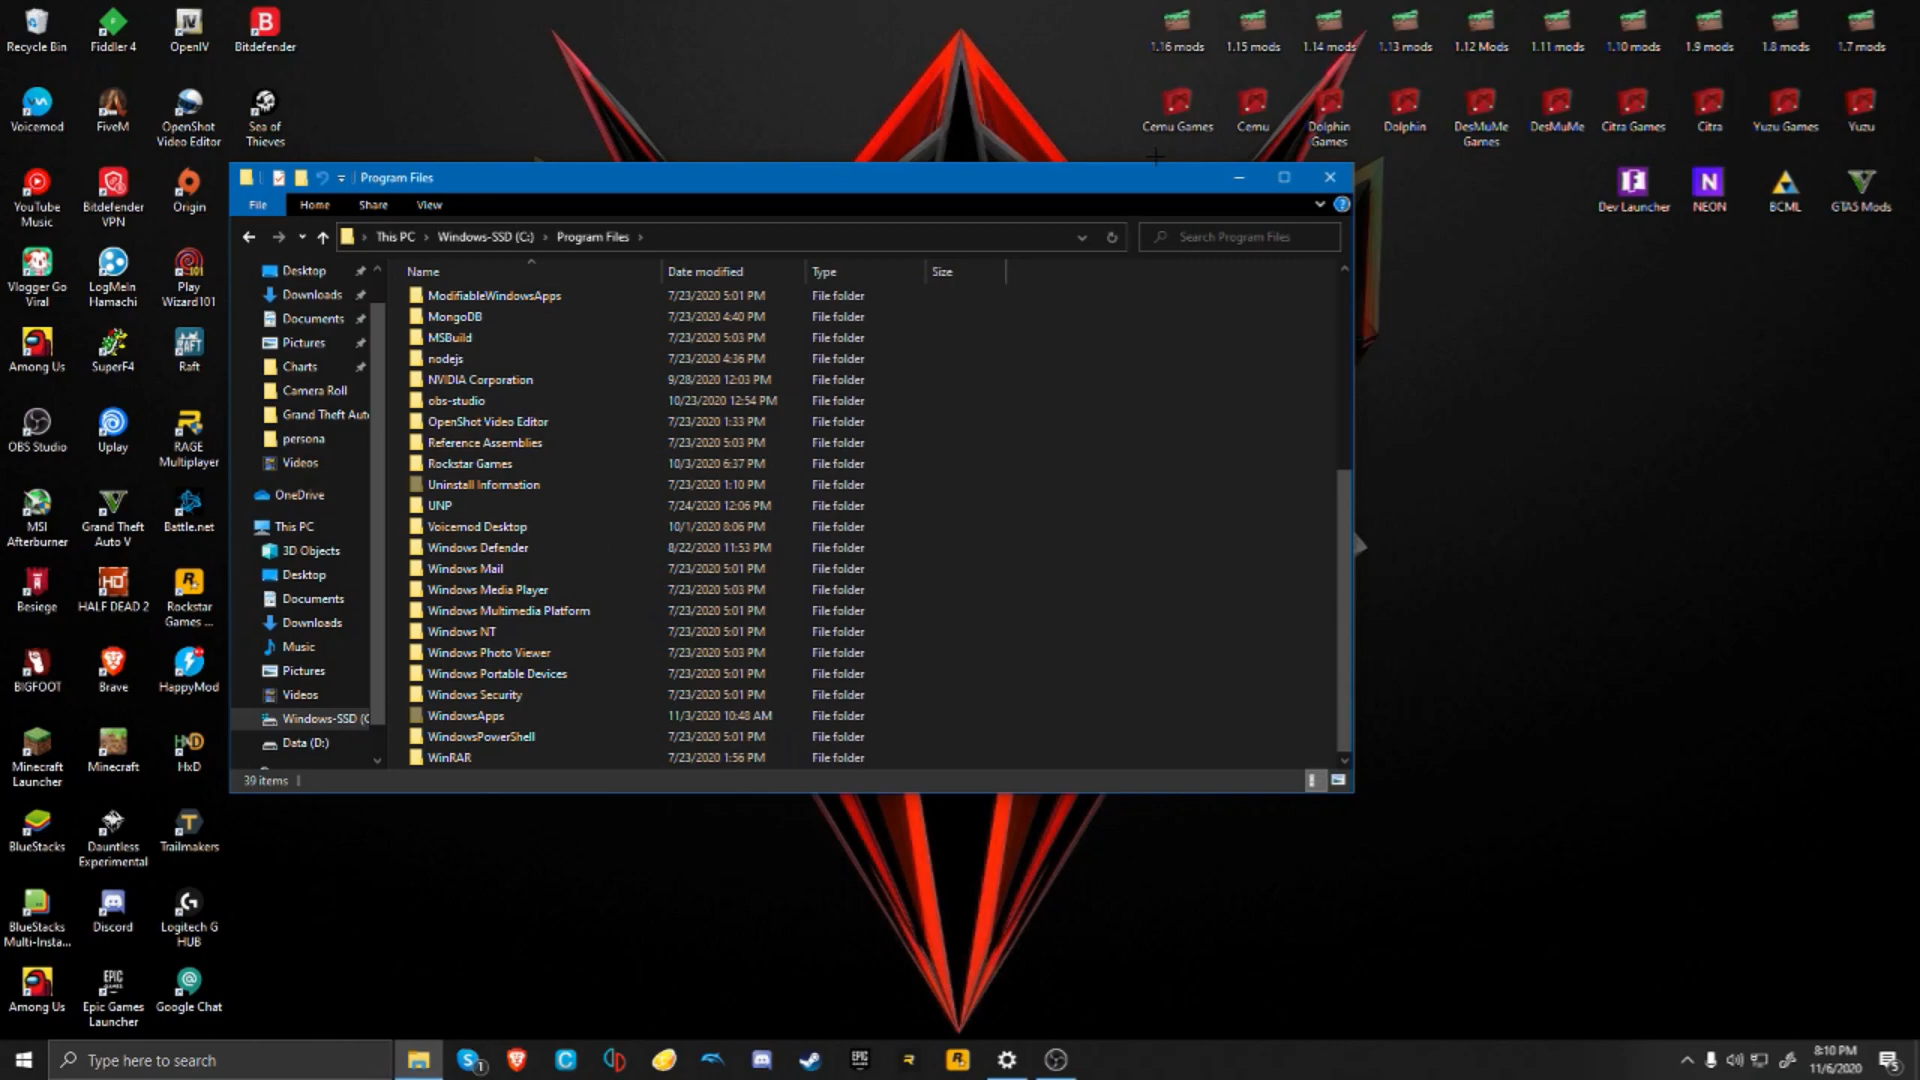 Recycle Bin
Fiddler 4
OpenIV
Bitdefender
1.16 mods
1.15 mods
1.14 mods
1.13 mods
1.12 Mods
1.11 mods
1.10 mods
1.9 mods
1.8 mods
1.7 mods
Voicemod
FiveM
OpenShot
Video Editor
Sea of
Thieves
Cemu Games
Cemu
Dolphin
Games
Dolphin
DesMuMe
Games
DesMuMe
Citra Games
Citra
Yuzu Games
Yuzu
YouTube
Music
Bitdefender
VPN
Origin
Dev Launcher
NEON
BCML
GTA5 Mods
Vlogger Go
Viral
LogMeIn
Hamachi
Play
Wizard101
Among Us
SuperF4
Raft
OBS Studio
Uplay
RAGE
Multiplayer
MSI
Afterburner
Grand Theft
Auto V
Battle.net
Besiege
HALF DEAD 2
Rockstar
Games ...
BIGFOOT
Brave
HappyMod
Minecraft
Launcher
Minecraft
HxD
BlueStacks
Dauntless
Experimental
Trailmakers
BlueStacks
Multi-Insta...
Discord
Logitech G
HUB
Among Us
Epic Games
Launcher
Google Chat
Program Files
File Home Share View
This PC > Windows-SSD (C:) > Program Files >
Search Program Files
Desktop
Downloads
Documents
Pictures
Charts
Camera Roll
Grand Theft Aut
persona
Videos
OneDrive
This PC
3D Objects
Desktop
Documents
Downloads
Music
Pictures
Videos
Windows-SSD (C
Data (D:)
Name Date modified Type Size
ModifiableWindowsApps 7/23/2020 5:01 PM File folder
MongoDB 7/23/2020 4:40 PM File folder
MSBuild 7/23/2020 5:03 PM File folder
nodejs 7/23/2020 4:36 PM File folder
NVIDIA Corporation 9/28/2020 12:03 PM File folder
obs-studio 10/23/2020 12:54 PM File folder
OpenShot Video Editor 7/23/2020 1:33 PM File folder
Reference Assemblies 7/23/2020 5:03 PM File folder
Rockstar Games 10/3/2020 6:37 PM File folder
Uninstall Information 7/23/2020 1:10 PM File folder
UNP 7/24/2020 12:06 PM File folder
Voicemod Desktop 10/1/2020 8:06 PM File folder
Windows Defender 8/22/2020 11:53 PM File folder
Windows Mail 7/23/2020 5:01 PM File folder
Windows Media Player 7/23/2020 5:03 PM File folder
Windows Multimedia Platform 7/23/2020 5:01 PM File folder
Windows NT 7/23/2020 5:01 PM File folder
Windows Photo Viewer 7/23/2020 5:03 PM File folder
Windows Portable Devices 7/23/2020 5:01 PM File folder
Windows Security 7/23/2020 5:01 PM File folder
WindowsApps 11/3/2020 10:48 AM File folder
WindowsPowerShell 7/23/2020 5:01 PM File folder
WinRAR 7/23/2020 1:56 PM File folder
39 items
Type here to search
8:10 PM
11/6/2020